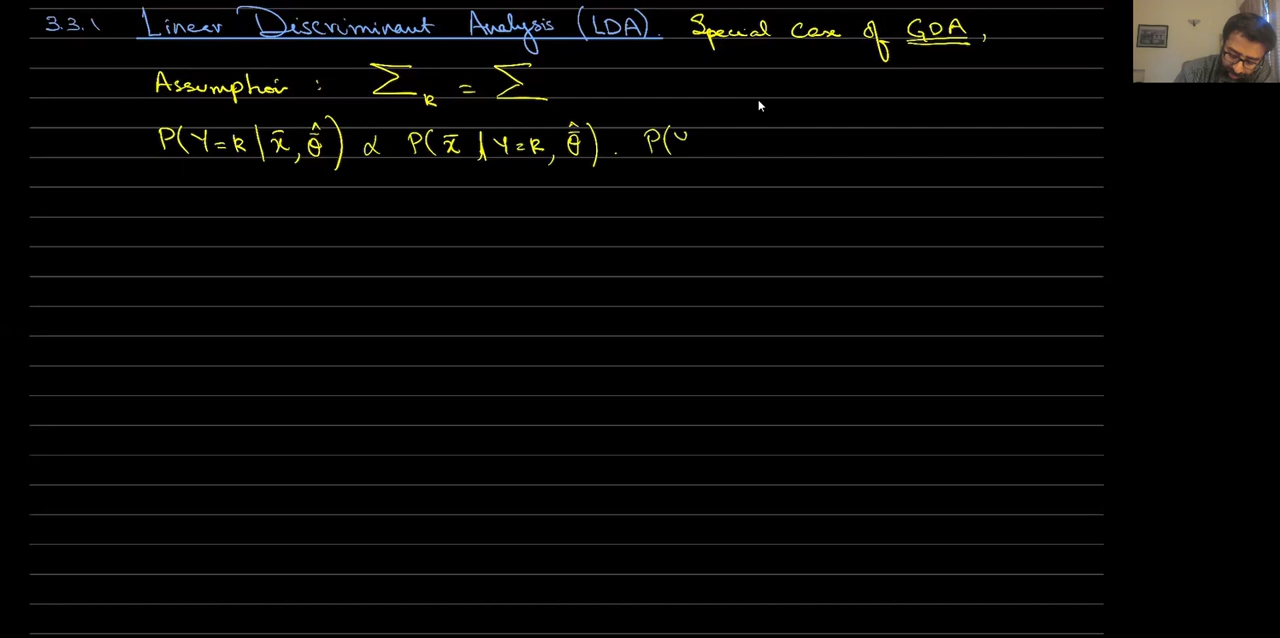 3.3.1 Linear Discriminant Analysis (LDA). Special Case of GDA,
Assumption : Σ_k = Σ
P(Y=k | x̄, θ̂) ∝ P(x̄ | Y=k, θ̂) . P(